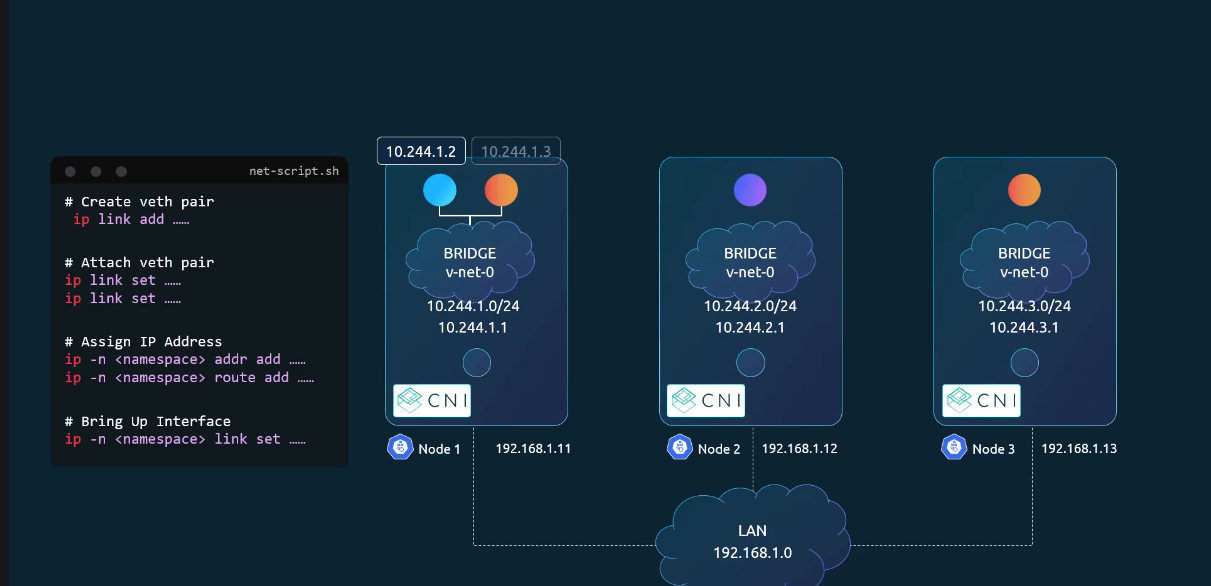 net-script.sh
# Create veth pair
ip link add ......
# Attach veth pair
ip link set ......
ip link set ......
# Assign IP Address
ip -n <namespace> addr add ......
ip -n <namespace> route add ......
# Bring Up Interface
ip -n <namespace> link set ......
10.244.1.2
10.244.1.3
BRIDGE
v-net-0
10.244.1.0/24
10.244.1.1
CNI
Node 1
192.168.1.11
BRIDGE
v-net-0
10.244.2.0/24
10.244.2.1
CNI
Node 2
192.168.1.12
BRIDGE
v-net-0
10.244.3.0/24
10.244.3.1
CNI
Node 3
192.168.1.13
LAN
192.168.1.0